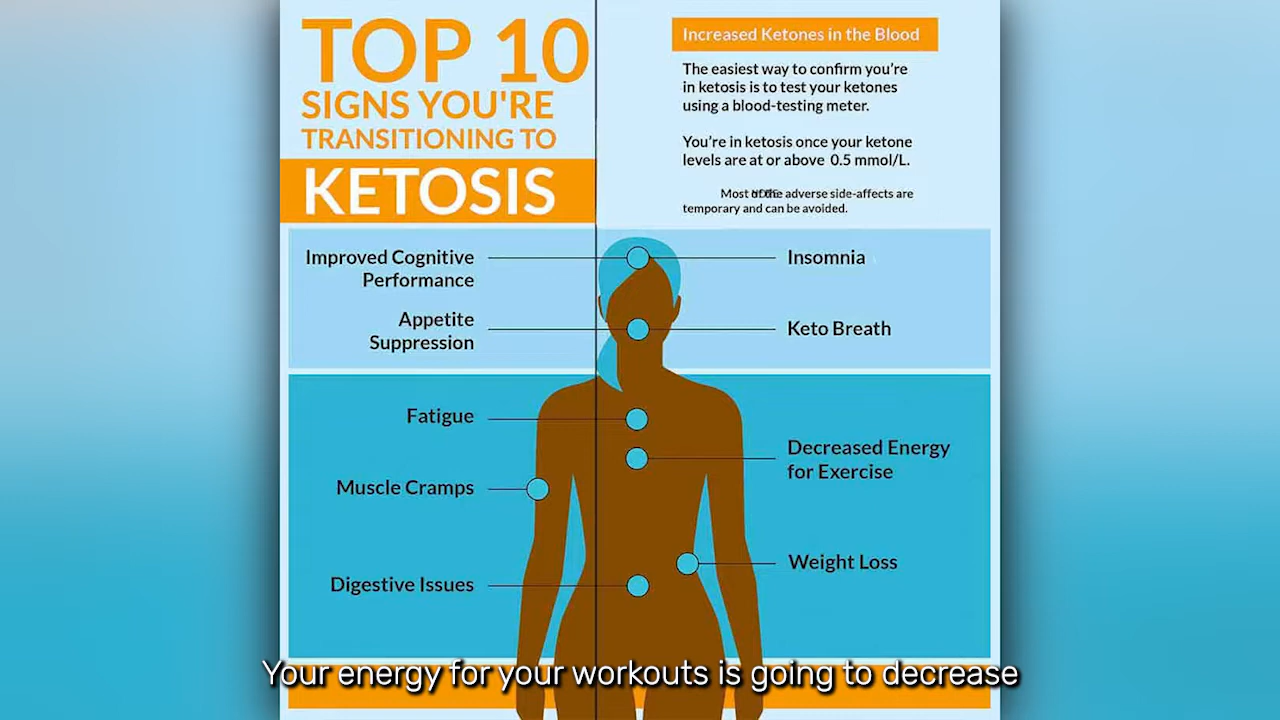 TOP 10
SIGNS YOU'RE
TRANSITIONING TO
KETOSIS
Increased Ketones in the Blood
The easiest way to confirm you're
in ketosis is to test your ketones
using a blood-testing meter.
You're in ketosis once your ketone
levels are at or above 0.5 mmol/L.
Most of the adverse side-affects are
temporary and can be avoided.
Improved Cognitive
Performance
Insomnia
Appetite
Suppression
Keto Breath
Fatigue
Decreased Energy
for Exercise
Muscle Cramps
Weight Loss
Digestive Issues
Your energy for your workouts is going to decrease